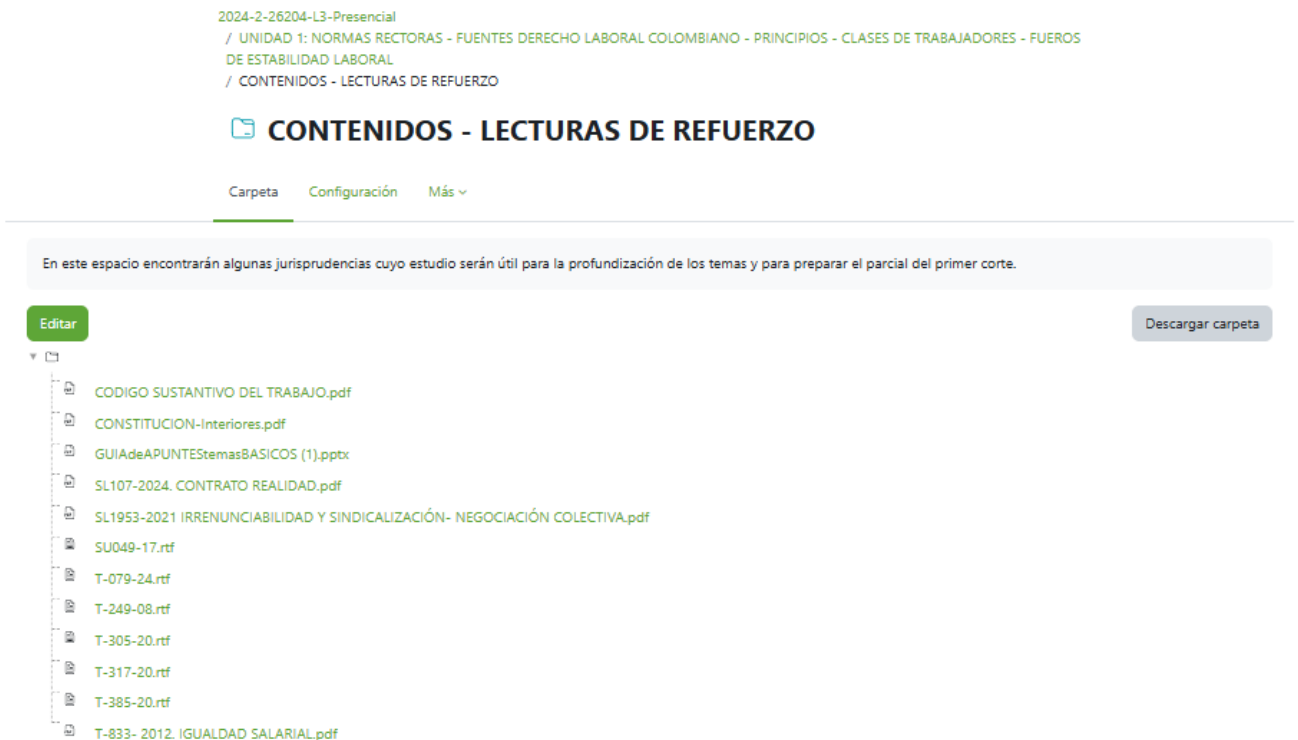 2024-2-26204-L3-Presencial
/ UNIDAD 1: NORMAS RECTORAS - FUENTES DERECHO LABORAL COLOMBIANO - PRINCIPIOS - CLASES DE TRABAJADORES - FUEROS
DE ESTABILIDAD LABORAL
/ CONTENIDOS - LECTURAS DE REFUERZO
CONTENIDOS - LECTURAS DE REFUERZO
Carpeta Configuración Más
En este espacio encontrarán algunas jurisprudencias cuyo estudio serán útil para la profundización de los temas y para preparar el parcial del primer corte.
Editar Descargar carpeta
CODIGO SUSTANTIVO DEL TRABAJO.pdf
CONSTITUCION-Interiores.pdf
GUIAdeAPUNTEStemasBASICOS (1).pptx
SL107-2024. CONTRATO REALIDAD.pdf
SL1953-2021 IRRENUNCIABILIDAD Y SINDICALIZACIÓN- NEGOCIACIÓN COLECTIVA.pdf
SU049-17.rtf
T-079-24.rtf
T-249-08.rtf
T-305-20.rtf
T-317-20.rtf
T-385-20.rtf
T-833- 2012. IGUALDAD SALARIAL.pdf